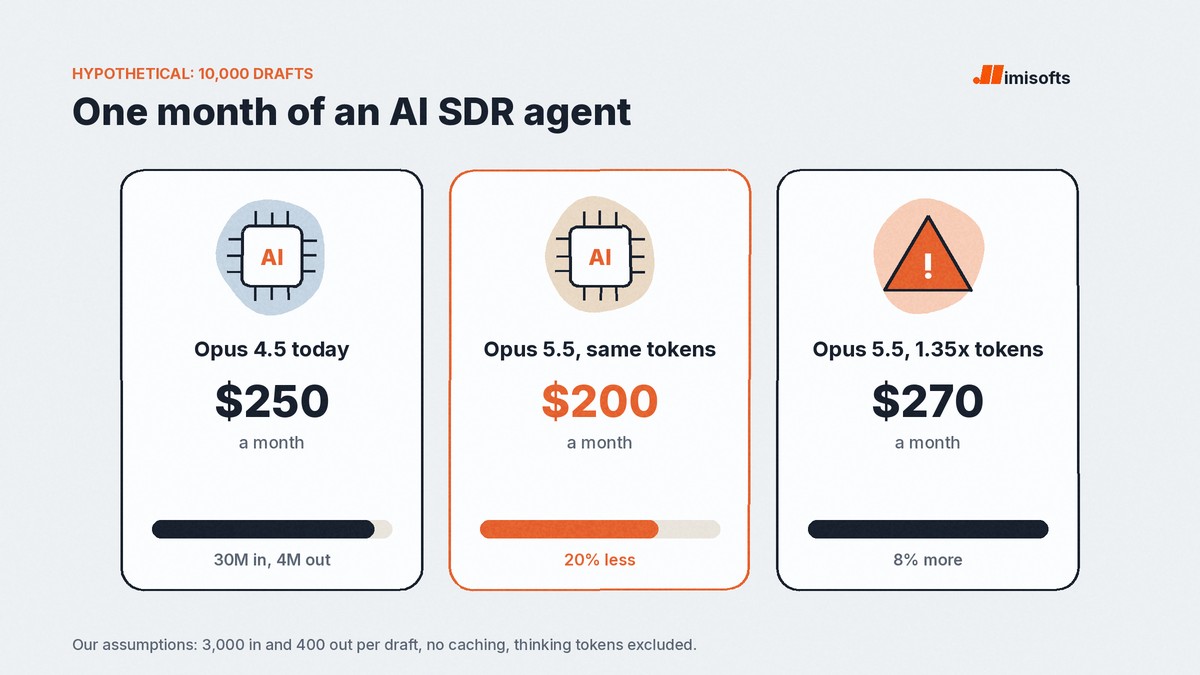 HYPOTHETICAL: 10,000 DRAFTS
One month of an AI SDR agent
imisofts
AI
Opus 4.5 today
$250
a month
30M in, 4M out
AI
Opus 5.5, same tokens
$200
a month
20% less
!
Opus 5.5, 1.35x tokens
$270
a month
8% more
Our assumptions: 3,000 in and 400 out per draft, no caching, thinking tokens excluded.